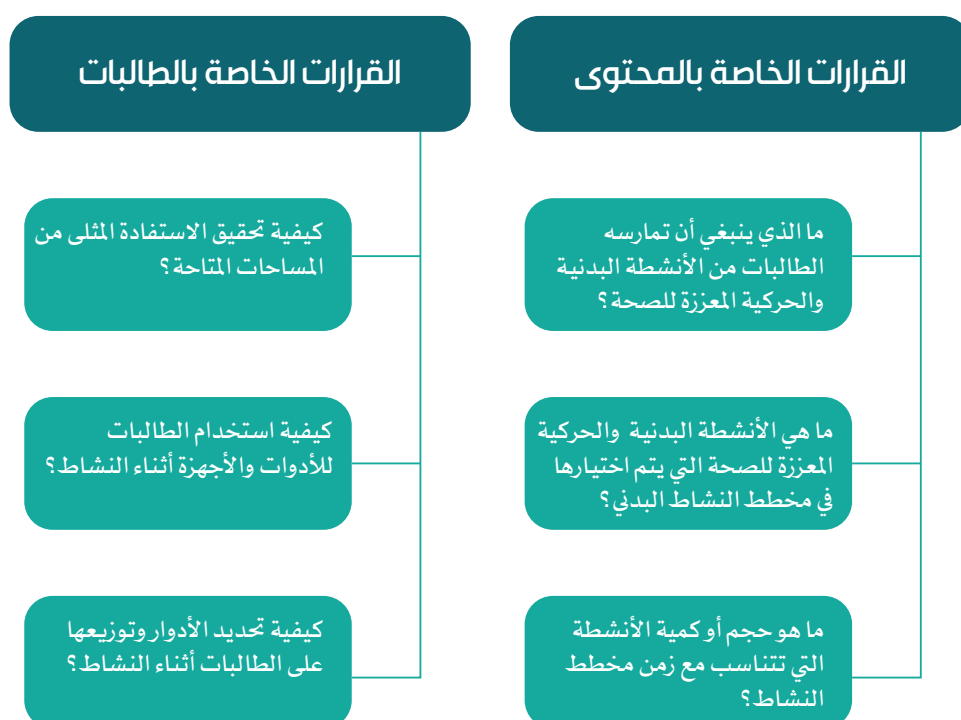 القرارات الخاصة بالمحتوى
ما الذي ينبغي أن تمارسه
الطالبات من الأنشطة البدنية
والحركية المعززة للصحة؟
ما هي الأنشطة البدنية والحركية
المعززة للصحة التي يتم اختيارها
في مخطط النشاط البدني؟
ما هو حجم أو كمية الأنشطة
التي تتناسب مع زمن مخطط
النشاط؟
القرارات الخاصة بالطالبات
كيفية تحقيق الاستفادة المثلى من
المساحات المتاحة؟
كيفية استخدام الطالبات
للأدوات والأجهزة أثناء النشاط؟
كيفية تحديد الأدوار وتوزيعها
على الطالبات أثناء النشاط؟